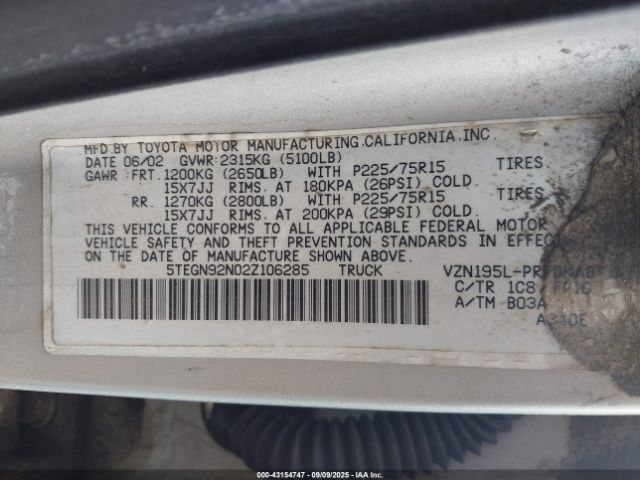 MFD.BY TOYOTA MOTOR MANUFACTURING.CALIFORNIA.INC.
DATE 06/02 GVWR:2315KG (5100LB)
GAWR: FRT. 1200KG (2650LB) WITH P225/75R15 TIRES
15X7JJ RIMS. AT 180KPA (26PSI) COLD.
RR. 1270KG (2800LB) WITH P225/75R15 TIRES
15X7JJ RIMS. AT 200KPA (29PSI) COLD.
THIS VEHICLE CONFORMS TO ALL APPLICABLE FEDERAL MOTOR
VEHICLE SAFETY AND THEFT PREVENTION STANDARDS IN EFFECT
ON THE DATE OF MANUFACTURE SHOWN ABOVE.
5TEGN92N02Z106285 TRUCK
C/TR 1C8
A/TM B03A
000-43154747 - 09/09/2025 - IAA Inc.